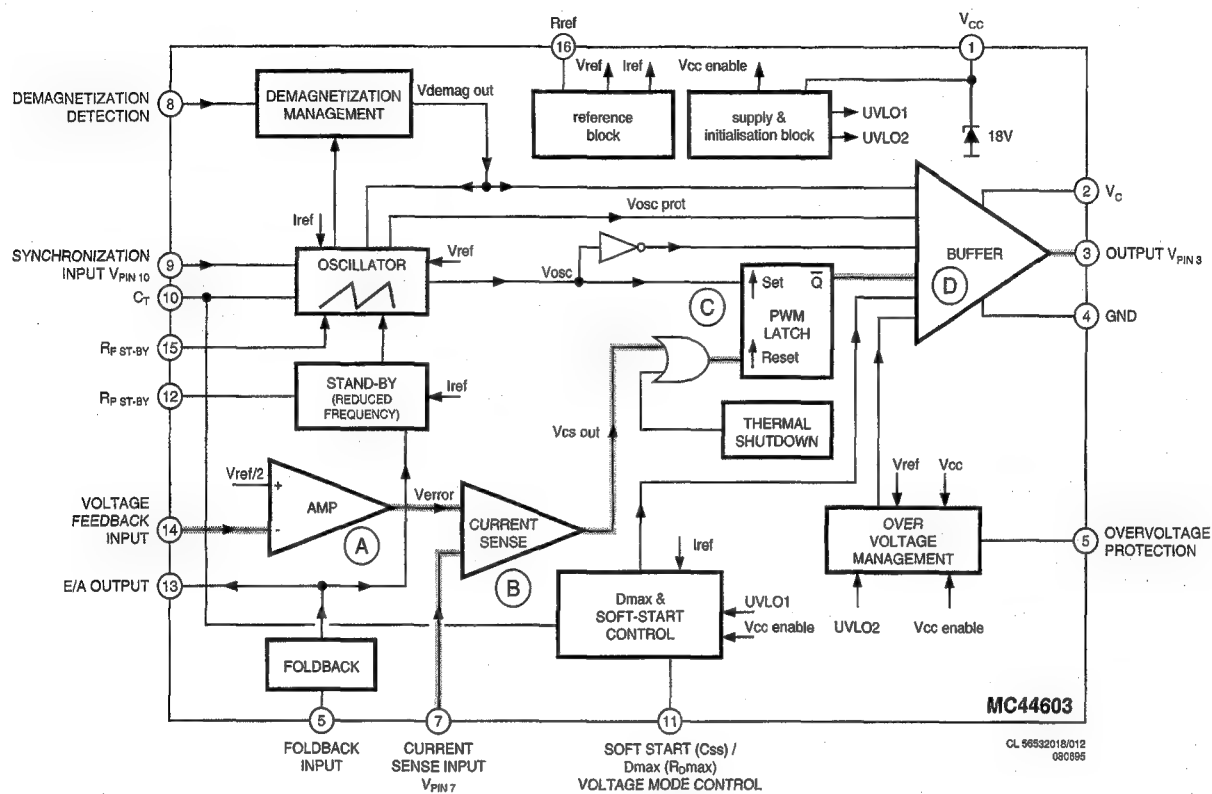 Rref
16
VCC
1
DEMAGNETIZATION
DETECTION
8
DEMAGNETIZATION
MANAGEMENT
Vdemag out
Vref
Iref
reference
block
Vcc enable
supply &
initialisation block
UVLO1
UVLO2
18V
2
VC
Vosc prot
Iref
Vref
SYNCHRONIZATION
INPUT VPIN 10
9
OSCILLATOR
Vosc
BUFFER
D
3
OUTPUT VPIN 3
CT
10
C
Set
Q
PWM
LATCH
Reset
4
GND
RF ST-BY
15
RP ST-BY
12
STAND-BY
(REDUCED
FREQUENCY)
Iref
THERMAL
SHUTDOWN
Vcs out
Vref/2
+
-
AMP
A
Verror
VOLTAGE
FEEDBACK
INPUT
14
CURRENT
SENSE
B
Vref
Vcc
OVER
VOLTAGE
MANAGEMENT
5
OVERVOLTAGE
PROTECTION
E/A OUTPUT
13
Iref
Dmax &
SOFT-START
CONTROL
UVLO1
Vcc enable
UVLO2
Vcc enable
FOLDBACK
MC44603
5
FOLDBACK
INPUT
7
CURRENT
SENSE INPUT
VPIN 7
11
SOFT START (Css) /
Dmax (RDmax)
VOLTAGE MODE CONTROL
CL 56532018/012
080895